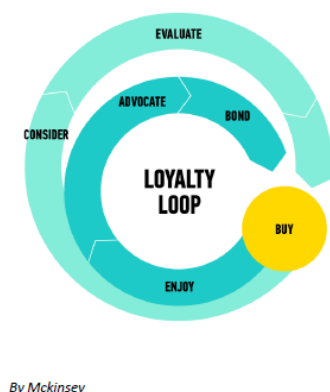 EVALUATE
ADVOCATE
BOND
CONSIDER
LOYALTY
LOOP
BUY
ENJOY
By Mckinsey